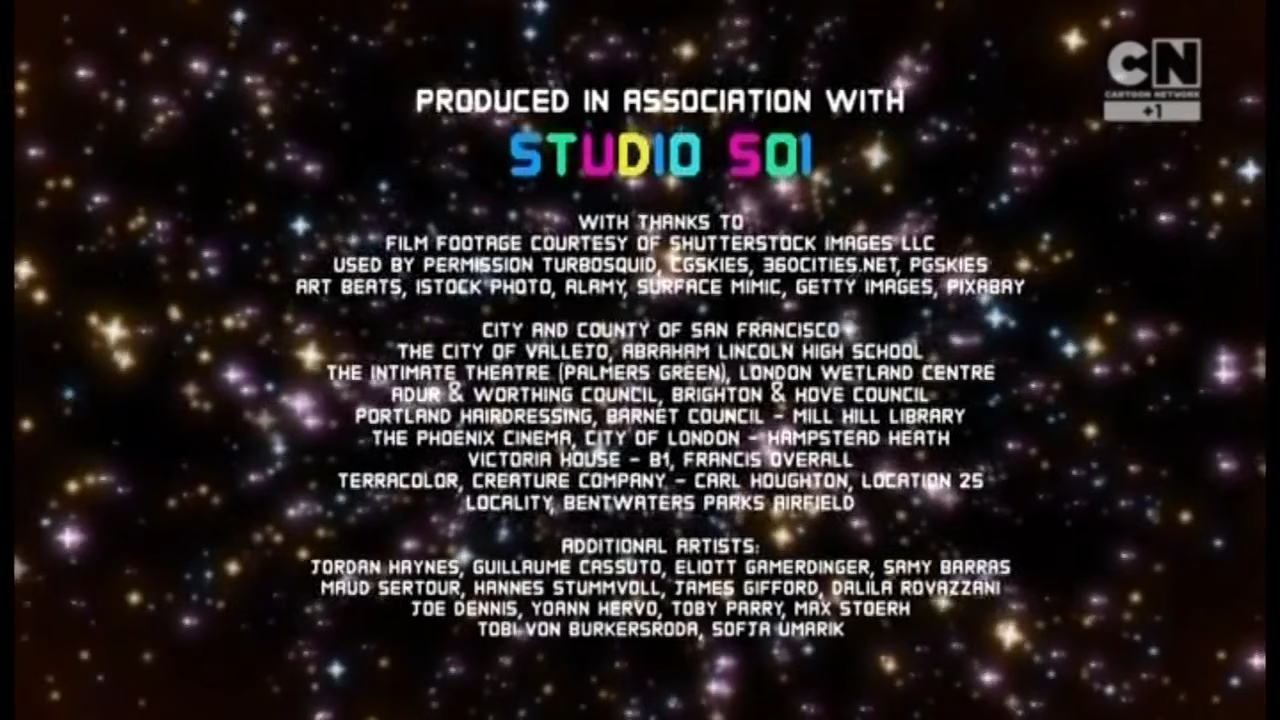 CN
CARTOON NETWORK
+1
PRODUCED IN ASSOCIATION WITH
STUDIO SOI
WITH THANKS TO
FILM FOOTAGE COURTESY OF SHUTTERSTOCK IMAGES LLC
USED BY PERMISSION TURBOSQUID, CGSKIES, 360CITIES.NET, PGSKIES
ART BEATS, ISTOCK PHOTO, ALAMY, SURFACE MIMIC, GETTY IMAGES, PIXABAY
CITY AND COUNTY OF SAN FRANCISCO
THE CITY OF VALLEJO, ABRAHAM LINCOLN HIGH SCHOOL
THE INTIMATE THEATRE (PALMERS GREEN), LONDON WETLAND CENTRE
ADUR & WORTHING COUNCIL, BRIGHTON & HOVE COUNCIL
PORTLAND HAIRDRESSING, BARNET COUNCIL - MILL HILL LIBRARY
THE PHOENIX CINEMA, CITY OF LONDON - HAMPSTEAD HEATH
VICTORIA HOUSE - B1, FRANCIS OVERALL
TERRACOLOR, CREATURE COMPANY - CARL HOUGHTON, LOCATION 25
LOCALITY, BENTWATERS PARKS AIRFIELD
ADDITIONAL ARTISTS:
JORDAN HAYNES, GUILLAUME CASSUTO, ELIOTT GAMERDINGER, SAMY BARRAS
MAUD SERTOUR, HANNES STUMMVOLL, JAMES GIFFORD, DALILA ROVAZZANI
JOE DENNIS, YOANN HERVO, TOBY PARRY, MAX STOERH
TOBI VON BURKERSRODA, SOFJA UMARIK